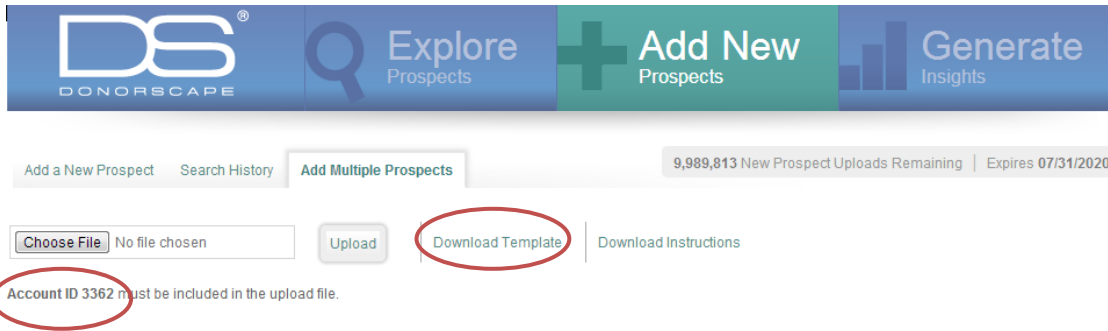 DS®
DONORSCAPE
Explore
Prospects
Add New
Prospects
Generate
Insights
Add a New Prospect Search History Add Multiple Prospects
9,989,813 New Prospect Uploads Remaining | Expires 07/31/2020
Choose File No file chosen Upload Download Template Download Instructions
Account ID 3362 must be included in the upload file.